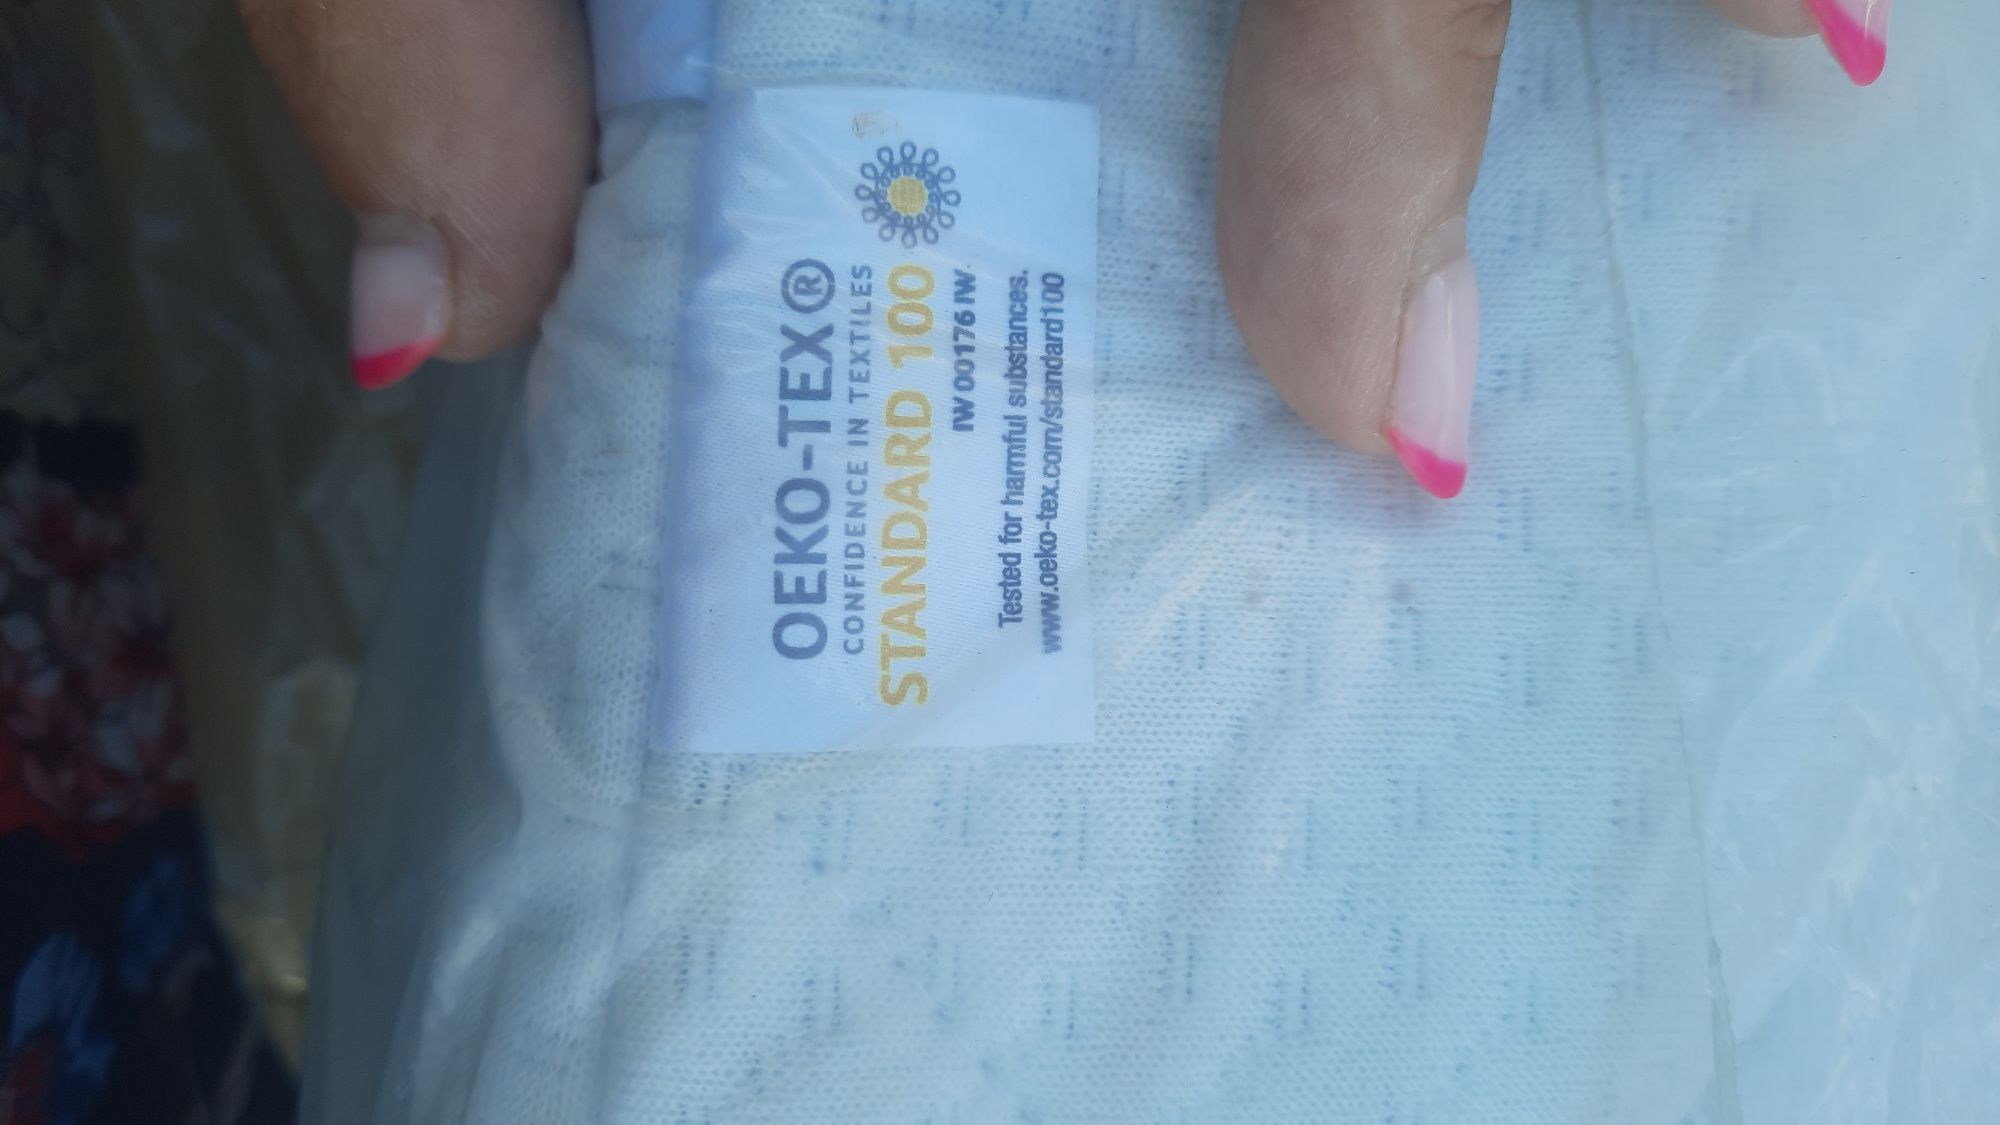 OEKO-TEX®
CONFIDENCE IN TEXTILES
STANDARD 100
IW 00176 IW
Tested for harmful substances.
www.oeko-tex.com/standard100